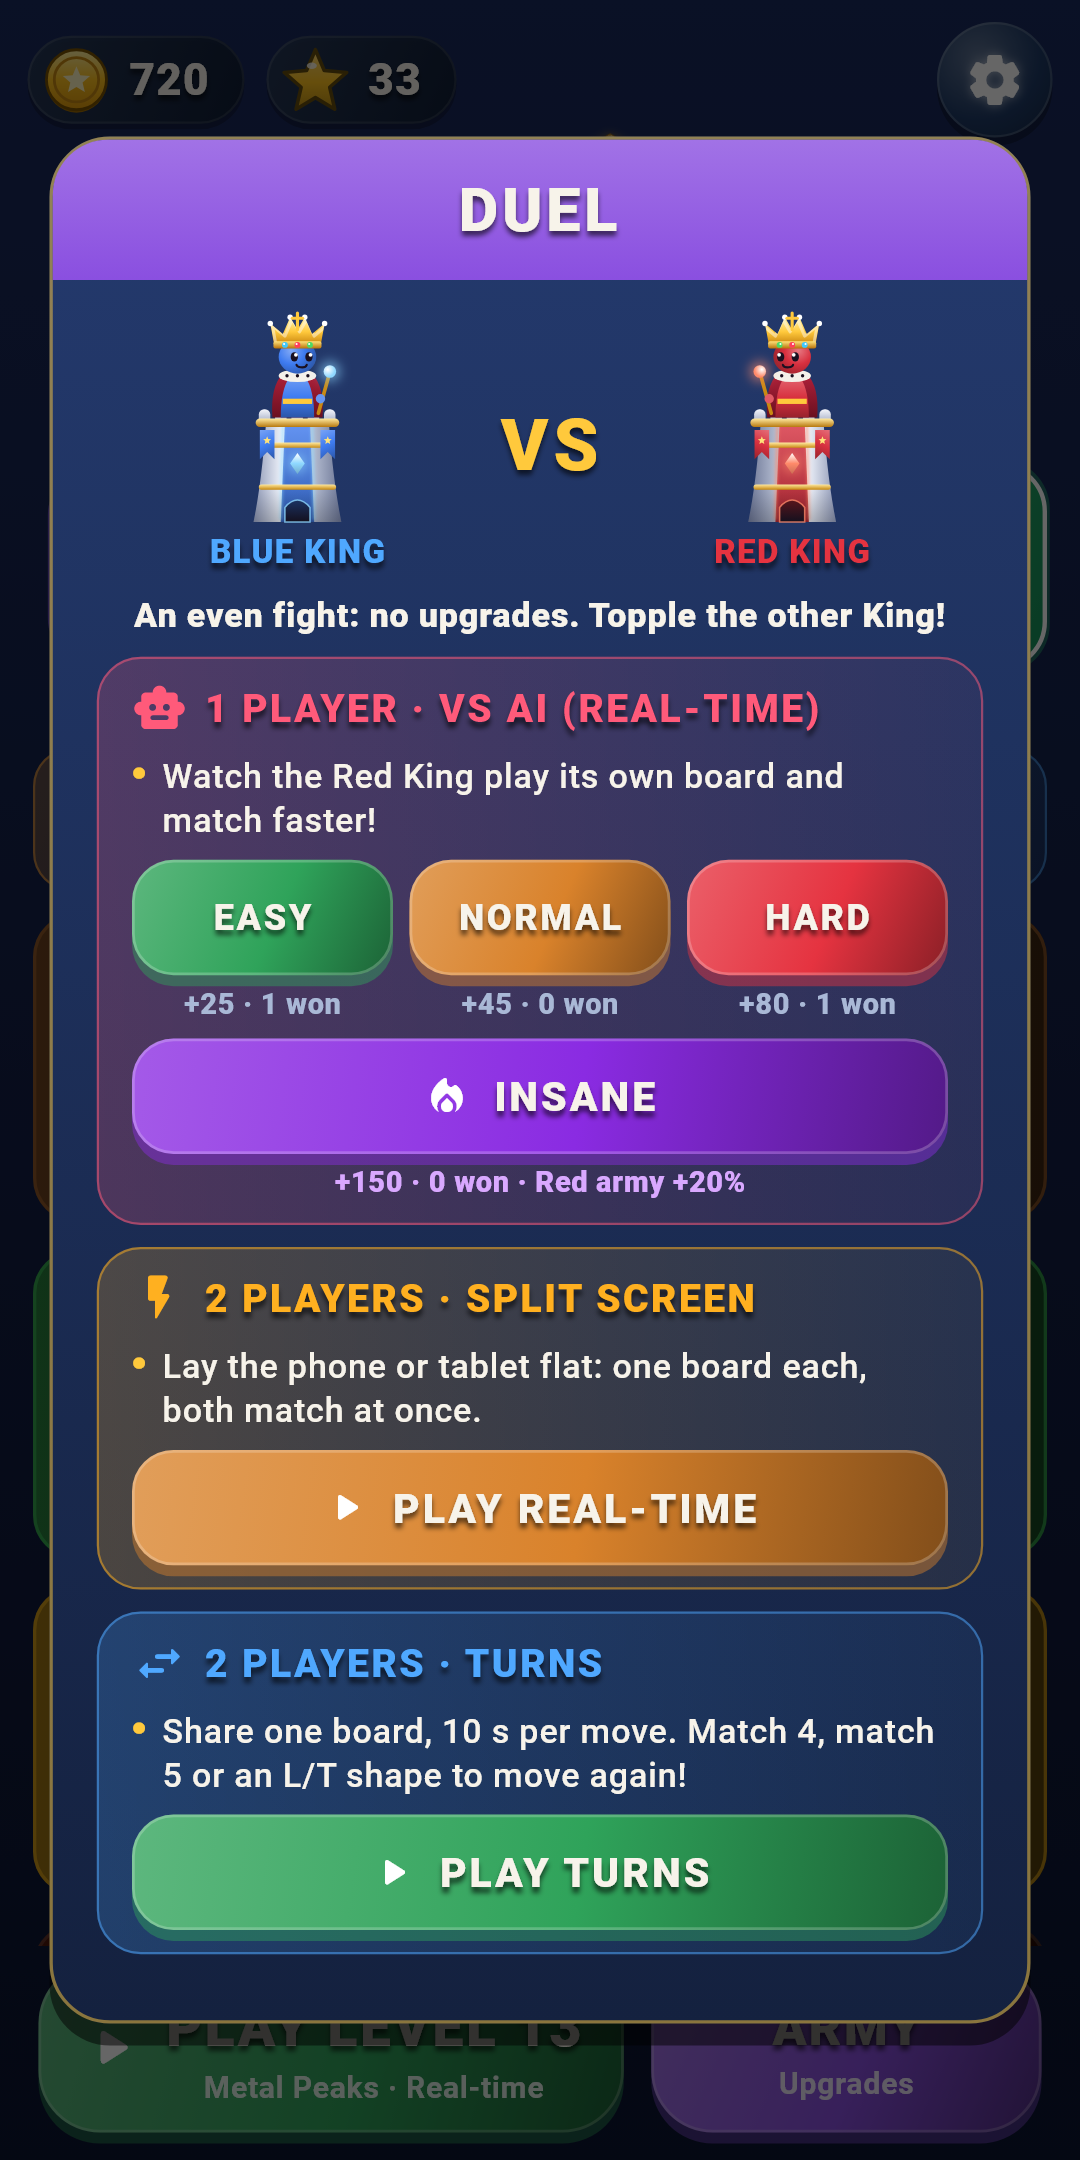 720
33
DUEL
VS
BLUE KING
RED KING
An even fight: no upgrades. Topple the other King!
1 PLAYER · VS AI (REAL-TIME)
• Watch the Red King play its own board and
match faster!
EASY
NORMAL
HARD
+25 · 1 won
+45 · 0 won
+80 · 1 won
INSANE
+150 · 0 won · Red army +20%
2 PLAYERS · SPLIT SCREEN
• Lay the phone or tablet flat: one board each,
both match at once.
PLAY REAL-TIME
2 PLAYERS · TURNS
• Share one board, 10 s per move. Match 4, match
5 or an L/T shape to move again!
PLAY TURNS
PLAY LEVEL 13
ARMY
Metal Peaks · Real-time
Upgrades